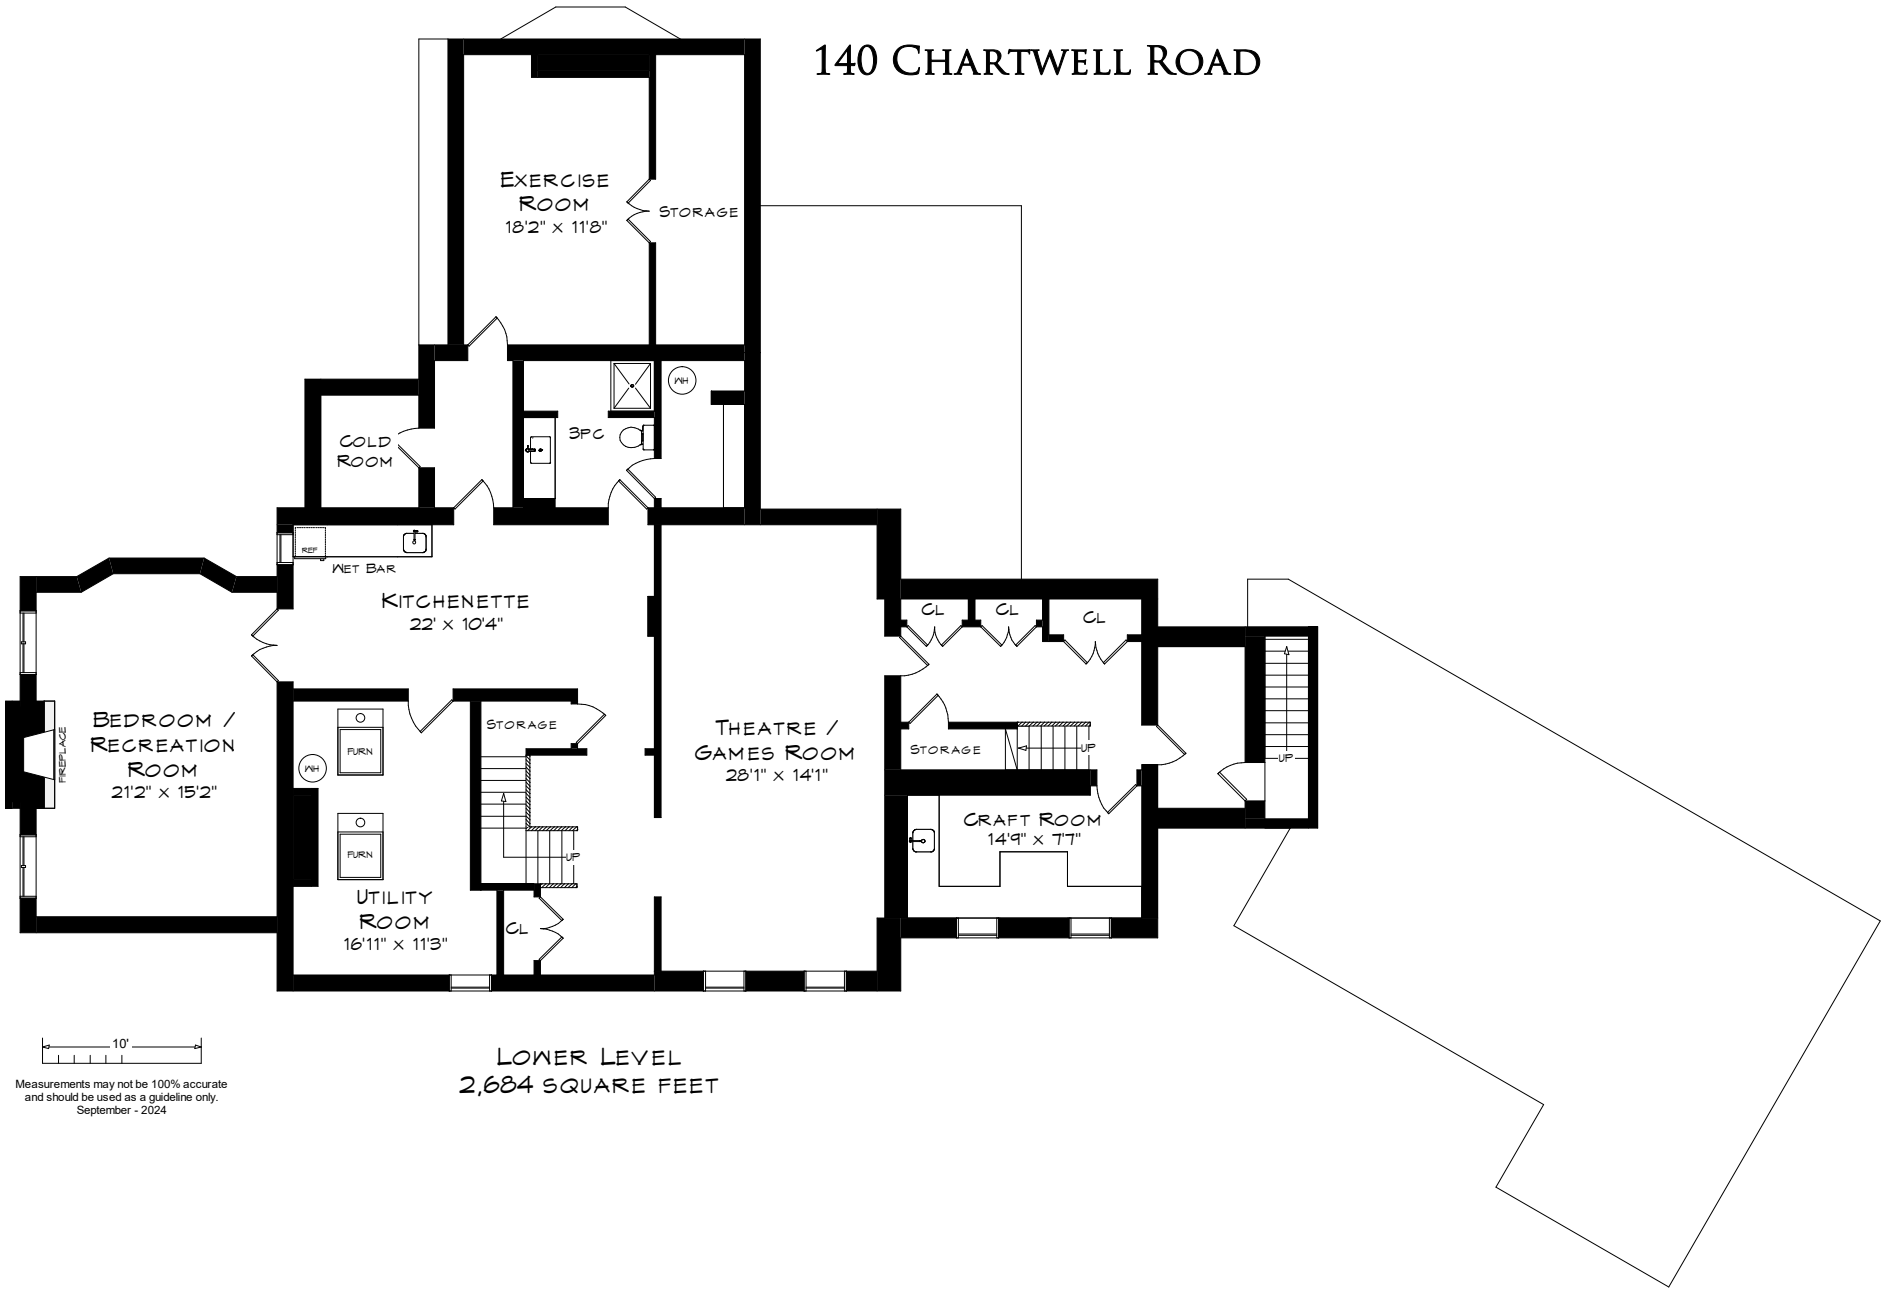 140 CHARTWELL ROAD
EXERCISE
ROOM
18'2" x 11'8"
STORAGE
WH
3PC
COLD
ROOM
REF
WET BAR
KITCHENETTE
22' x 10'4"
CL
CL
CL
BEDROOM /
RECREATION
ROOM
21'2" x 15'2"
FIREPLACE
STORAGE
FURN
WH
THEATRE /
GAMES ROOM
28'1" x 14'1"
STORAGE
UP
UP
CRAFT ROOM
14'9" x 7'7"
FURN
UP
UTILITY
ROOM
16'11" x 11'3"
CL
10'
Measurements may not be 100% accurate
and should be used as a guideline only.
September - 2024
LOWER LEVEL
2,684 SQUARE FEET